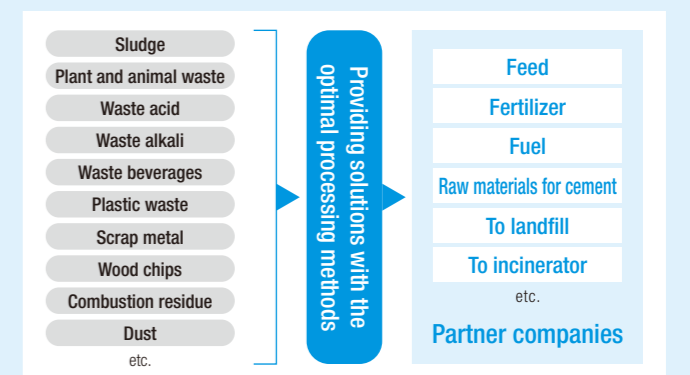 Sludge
Plant and animal waste
Waste acid
Waste alkali
Waste beverages
Plastic waste
Scrap metal
Wood chips
Combustion residue
Dust
etc.
Providing solutions with the
optimal processing methods
Feed
Fertilizer
Fuel
Raw materials for cement
To landfill
To incinerator
etc.
Partner companies